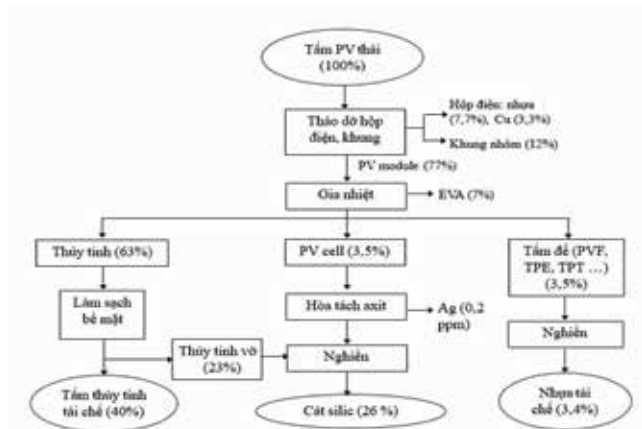 Tấm PV thải
(100%)
Tháo dỡ hộp
điện, khung
Hộp điện: nhựa
(7,7%), Cu (3,3%)
Khung nhôm (12%)
PV module (77%)
Gia nhiệt
EVA (7%)
Thủy tinh (63%)
PV cell (3,5%)
Tấm đế (PVF,
TPE, TPT ...)
(3,5%)
Làm sạch
bề mặt
Hòa tách axit
Ag (0,2
ppm)
Nghiền
Thủy tinh vỡ
(23%)
Nghiền
Tấm thủy tinh
tái chế (40%)
Cát silic (26 %)
Nhựa tái
chế (3,4%)